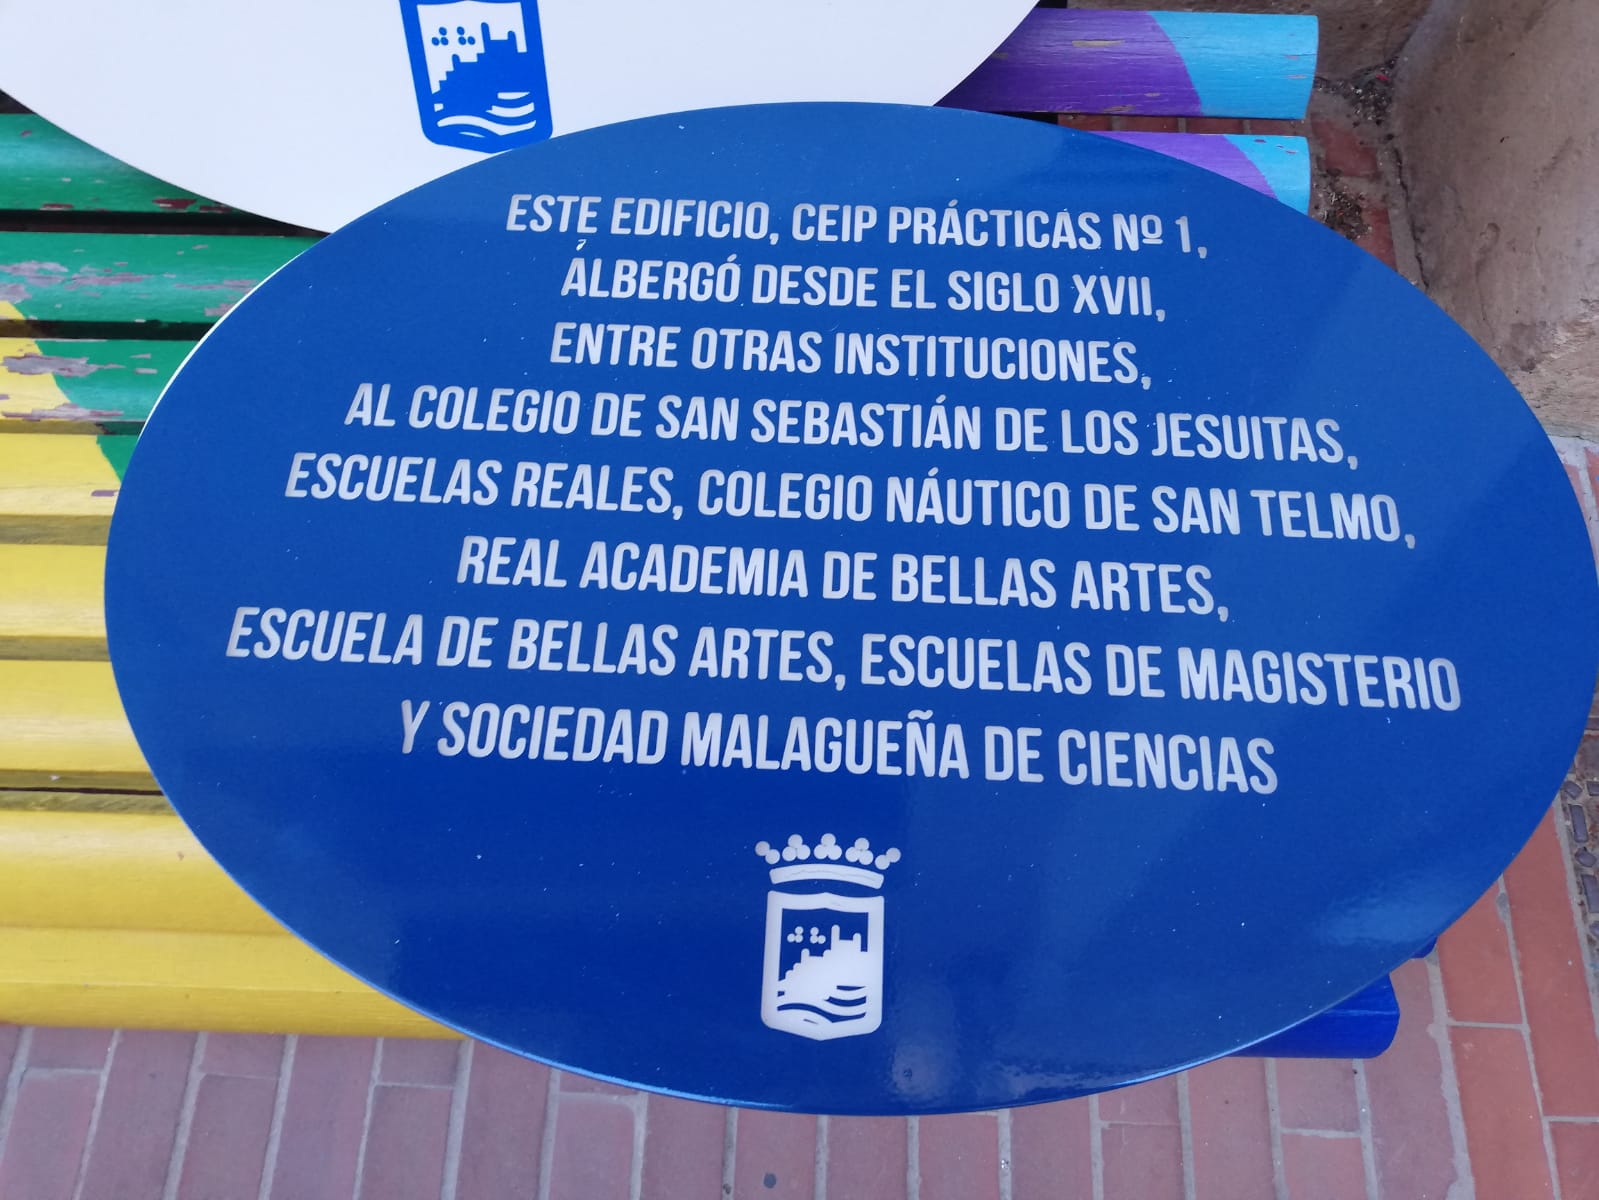 ESTE EDIFICIO, CEIP PRÁCTICAS Nº 1,
ALBERGÓ DESDE EL SIGLO XVII,
ENTRE OTRAS INSTITUCIONES,
AL COLEGIO DE SAN SEBASTIÁN DE LOS JESUITAS,
ESCUELAS REALES, COLEGIO NÁUTICO DE SAN TELMO,
REAL ACADEMIA DE BELLAS ARTES,
ESCUELA DE BELLAS ARTES, ESCUELAS DE MAGISTERIO
Y SOCIEDAD MALAGUEÑA DE CIENCIAS